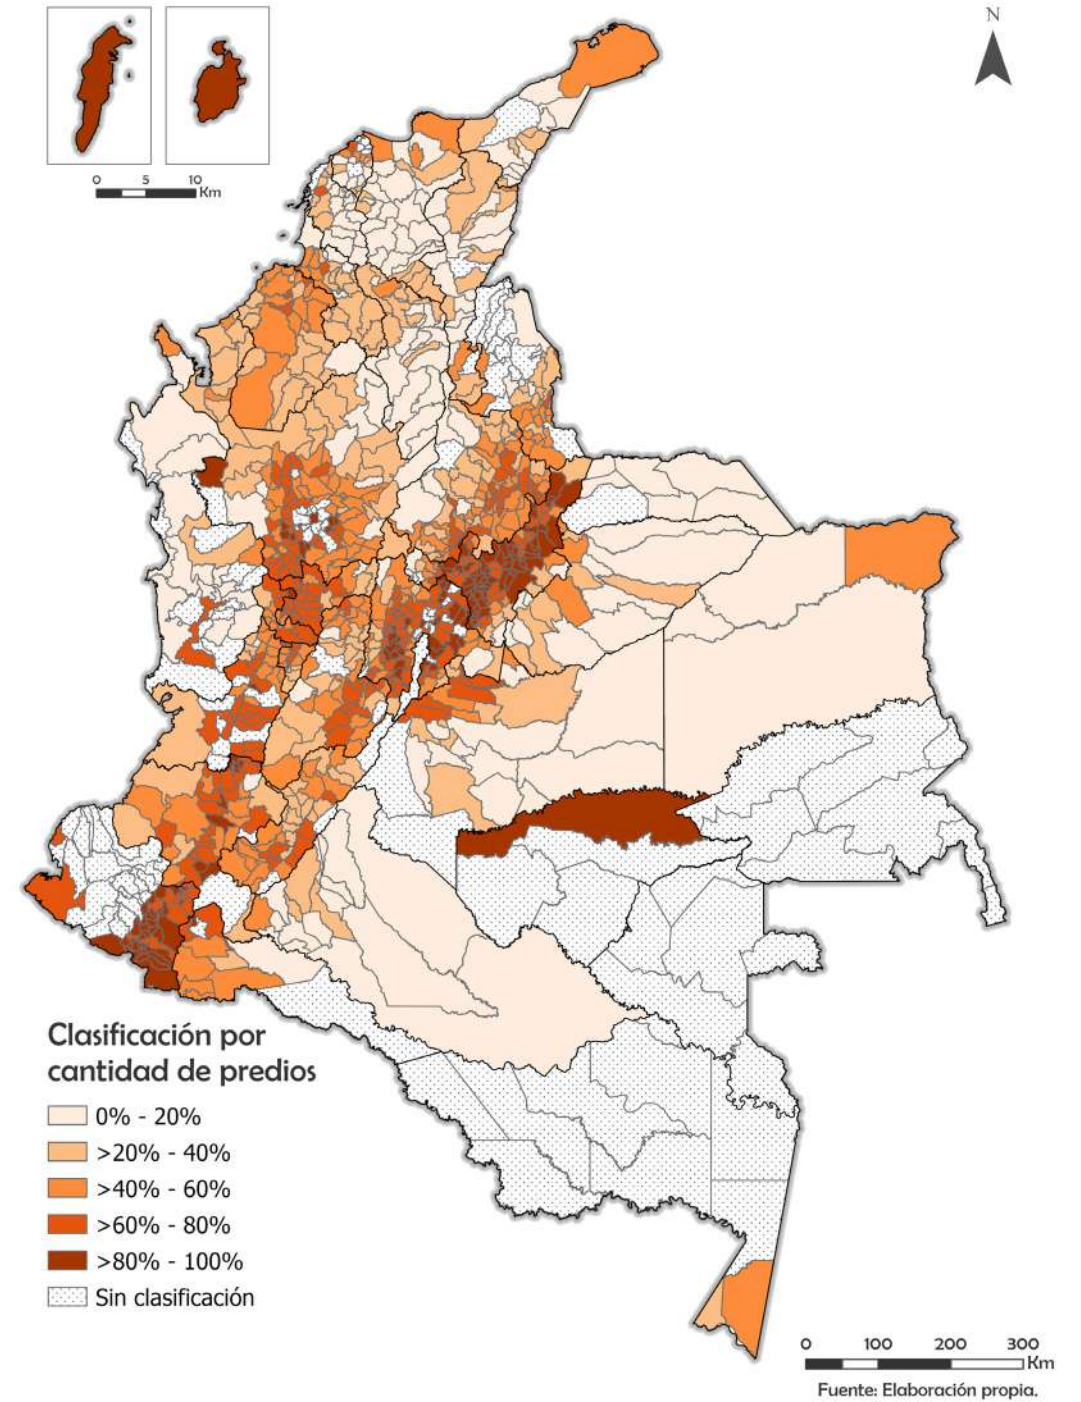 N
0 5 10
Km
Clasificación por
cantidad de predios
0% - 20%
>20% - 40%
>40% - 60%
>60% - 80%
>80% - 100%
Sin clasificación
0 100 200 300
Km
Fuente: Elaboración propia.